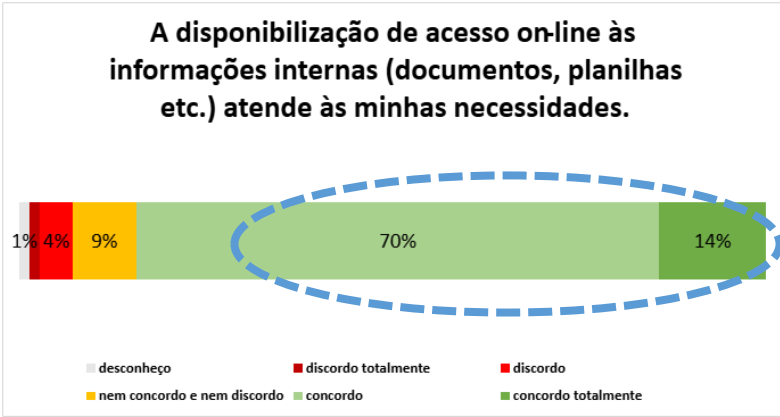 A disponibilização de acesso on-line às
informações internas (documentos, planilhas
etc.) atende às minhas necessidades.
1% 4% 9% 70% 14%
desconheço discordo totalmente discordo
nem concordo e nem discordo concordo concordo totalmente